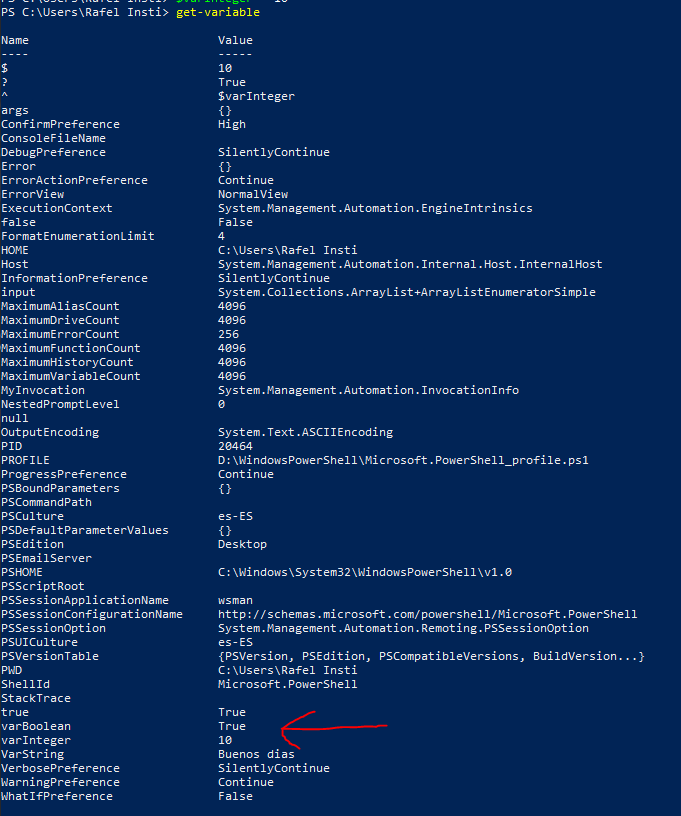 PS C:\Users\Rafel Insti> get-variable
Name Value
---- -----
$ 10
? True
^ $varInteger
args {}
ConfirmPreference High
ConsoleFileName
DebugPreference SilentlyContinue
Error {}
ErrorActionPreference Continue
ErrorView NormalView
ExecutionContext System.Management.Automation.EngineIntrinsics
false False
FormatEnumerationLimit 4
HOME C:\Users\Rafel Insti
Host System.Management.Automation.Internal.Host.InternalHost
InformationPreference SilentlyContinue
input System.Collections.ArrayList+ArrayListEnumeratorSimple
MaximumAliasCount 4096
MaximumDriveCount 4096
MaximumErrorCount 256
MaximumFunctionCount 4096
MaximumHistoryCount 4096
MaximumVariableCount 4096
MyInvocation System.Management.Automation.InvocationInfo
NestedPromptLevel 0
null
OutputEncoding System.Text.ASCIIEncoding
PID 20464
PROFILE D:\WindowsPowerShell\Microsoft.PowerShell_profile.ps1
ProgressPreference Continue
PSBoundParameters {}
PSCommandPath
PSCulture es-ES
PSDefaultParameterValues {}
PSEdition Desktop
PSEmailServer
PSHOME C:\Windows\System32\WindowsPowerShell\v1.0
PSScriptRoot
PSSessionApplicationName wsman
PSSessionConfigurationName http://schemas.microsoft.com/powershell/Microsoft.PowerShell
PSSessionOption System.Management.Automation.Remoting.PSSessionOption
PSUICulture es-ES
PSVersionTable {PSVersion, PSEdition, PSCompatibleVersions, BuildVersion...}
PWD C:\Users\Rafel Insti
ShellId Microsoft.PowerShell
StackTrace
true True
varBoolean True
varInteger 10
VarString Buenos dias
VerbosePreference SilentlyContinue
WarningPreference Continue
WhatIfPreference False